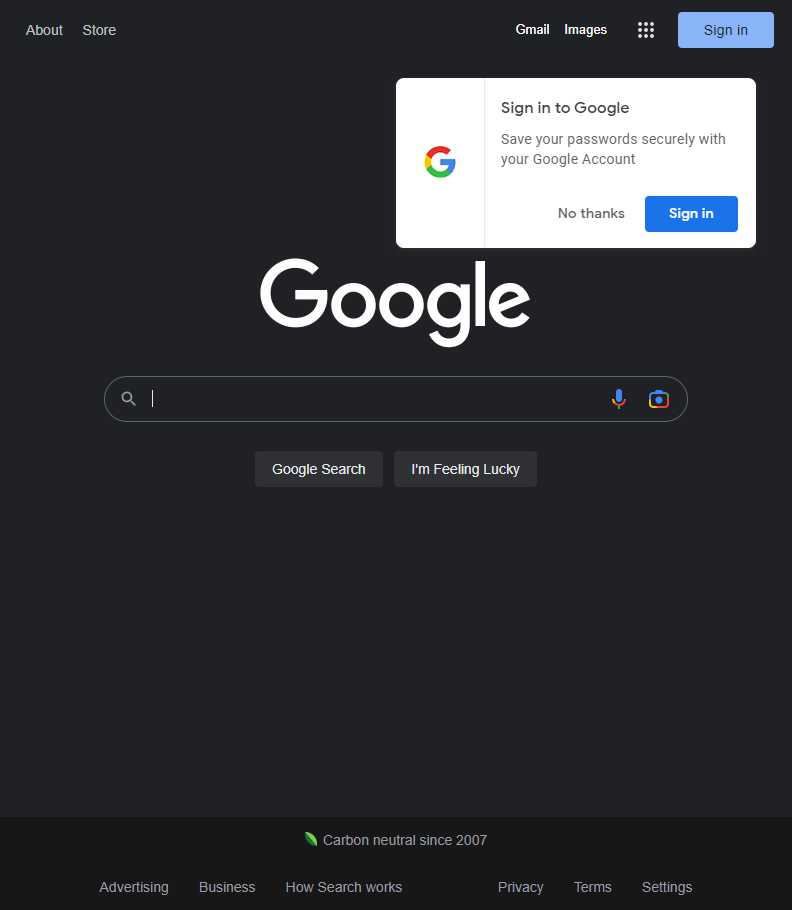 About Store Gmail Images Sign in
Sign in to Google
Save your passwords securely with
your Google Account
No thanks Sign in
Google
Google Search I'm Feeling Lucky
Carbon neutral since 2007
Advertising Business How Search works Privacy Terms Settings